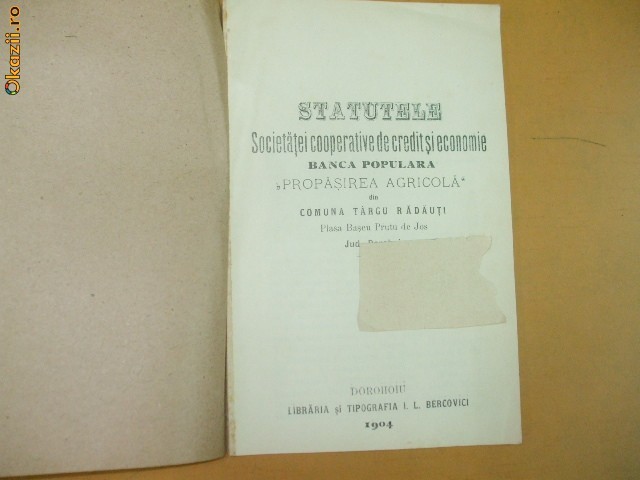 Okazii.ro
STATUTELE
Societăței cooperative de credit și economie
BANCA POPULARA
„PROPĂȘIREA AGRICOLĂ“
din
COMUNA TÂRGU RĂDĂUȚI
Plasa Bașeu Prutu de Jos
Jud.
DOROHOIU
LIBRĂRIA și TIPOGRAFIA I. L. BERCOVICI
1904